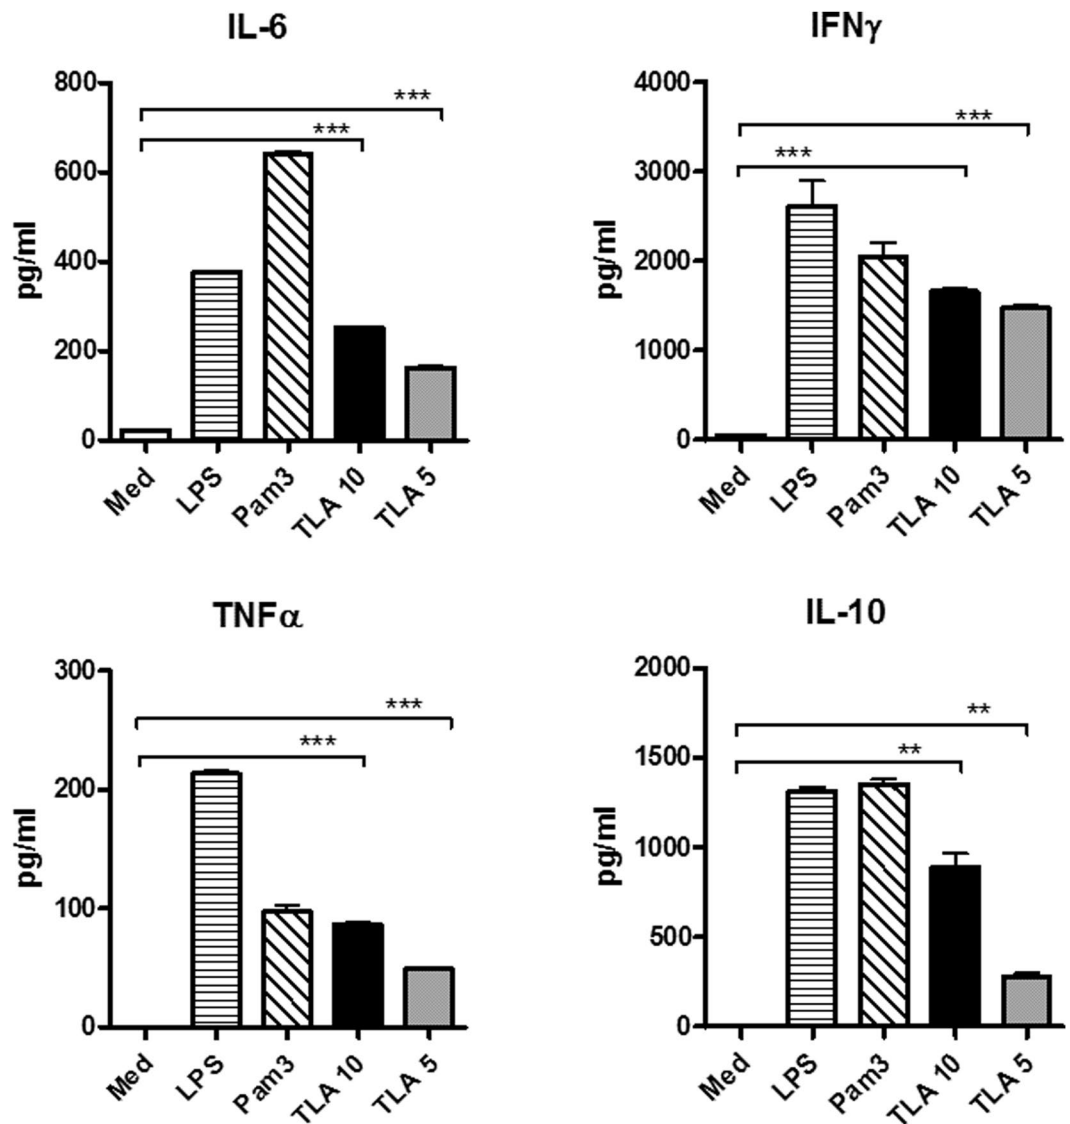 IL-6
800
600
400
200
0
pg/ml
***
***
Med
LPS
Pam3
TLA 10
TLA 5
IFNγ
4000
3000
2000
1000
0
pg/ml
***
***
Med
LPS
Pam3
TLA 10
TLA 5
TNFα
300
200
100
0
pg/ml
***
***
Med
LPS
Pam3
TLA 10
TLA 5
IL-10
2000
1500
1000
500
0
pg/ml
**
**
Med
LPS
Pam3
TLA 10
TLA 5